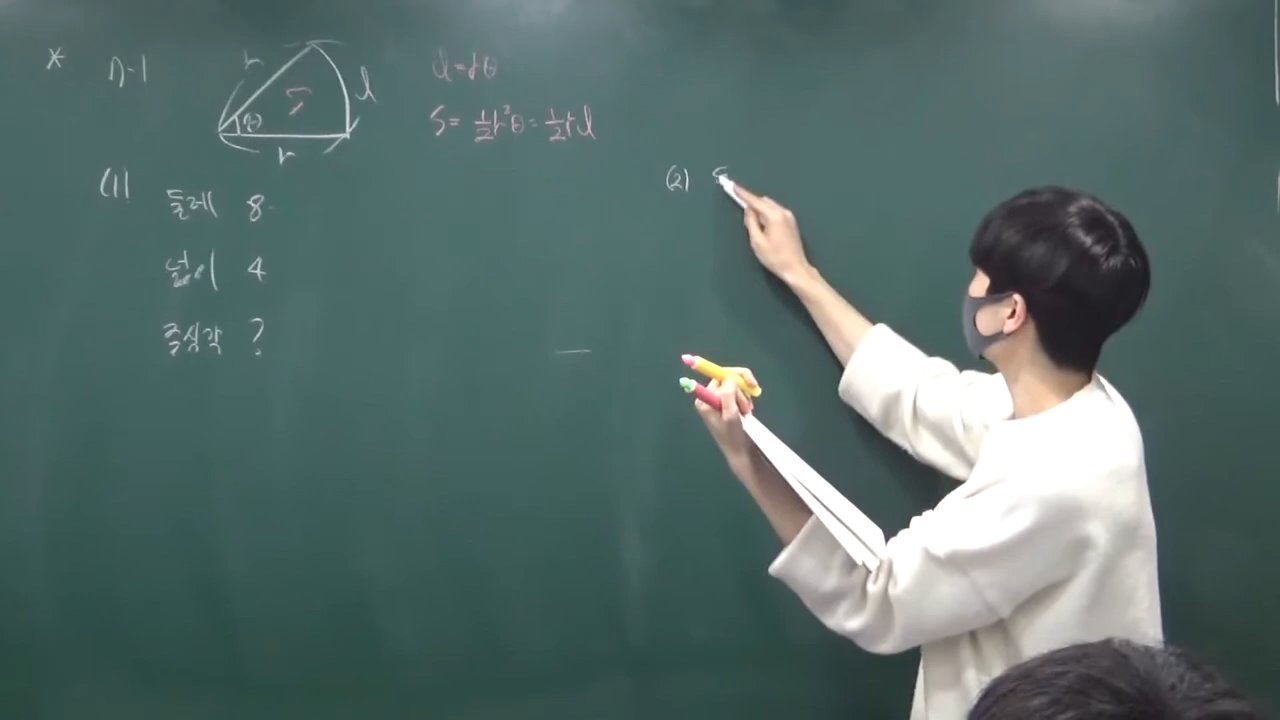 * n-1
r
θ
S
l
r
l=rθ
S=½r²θ=½rl
(1) 둘레 8
넓이 4
중심각 ?
(2)